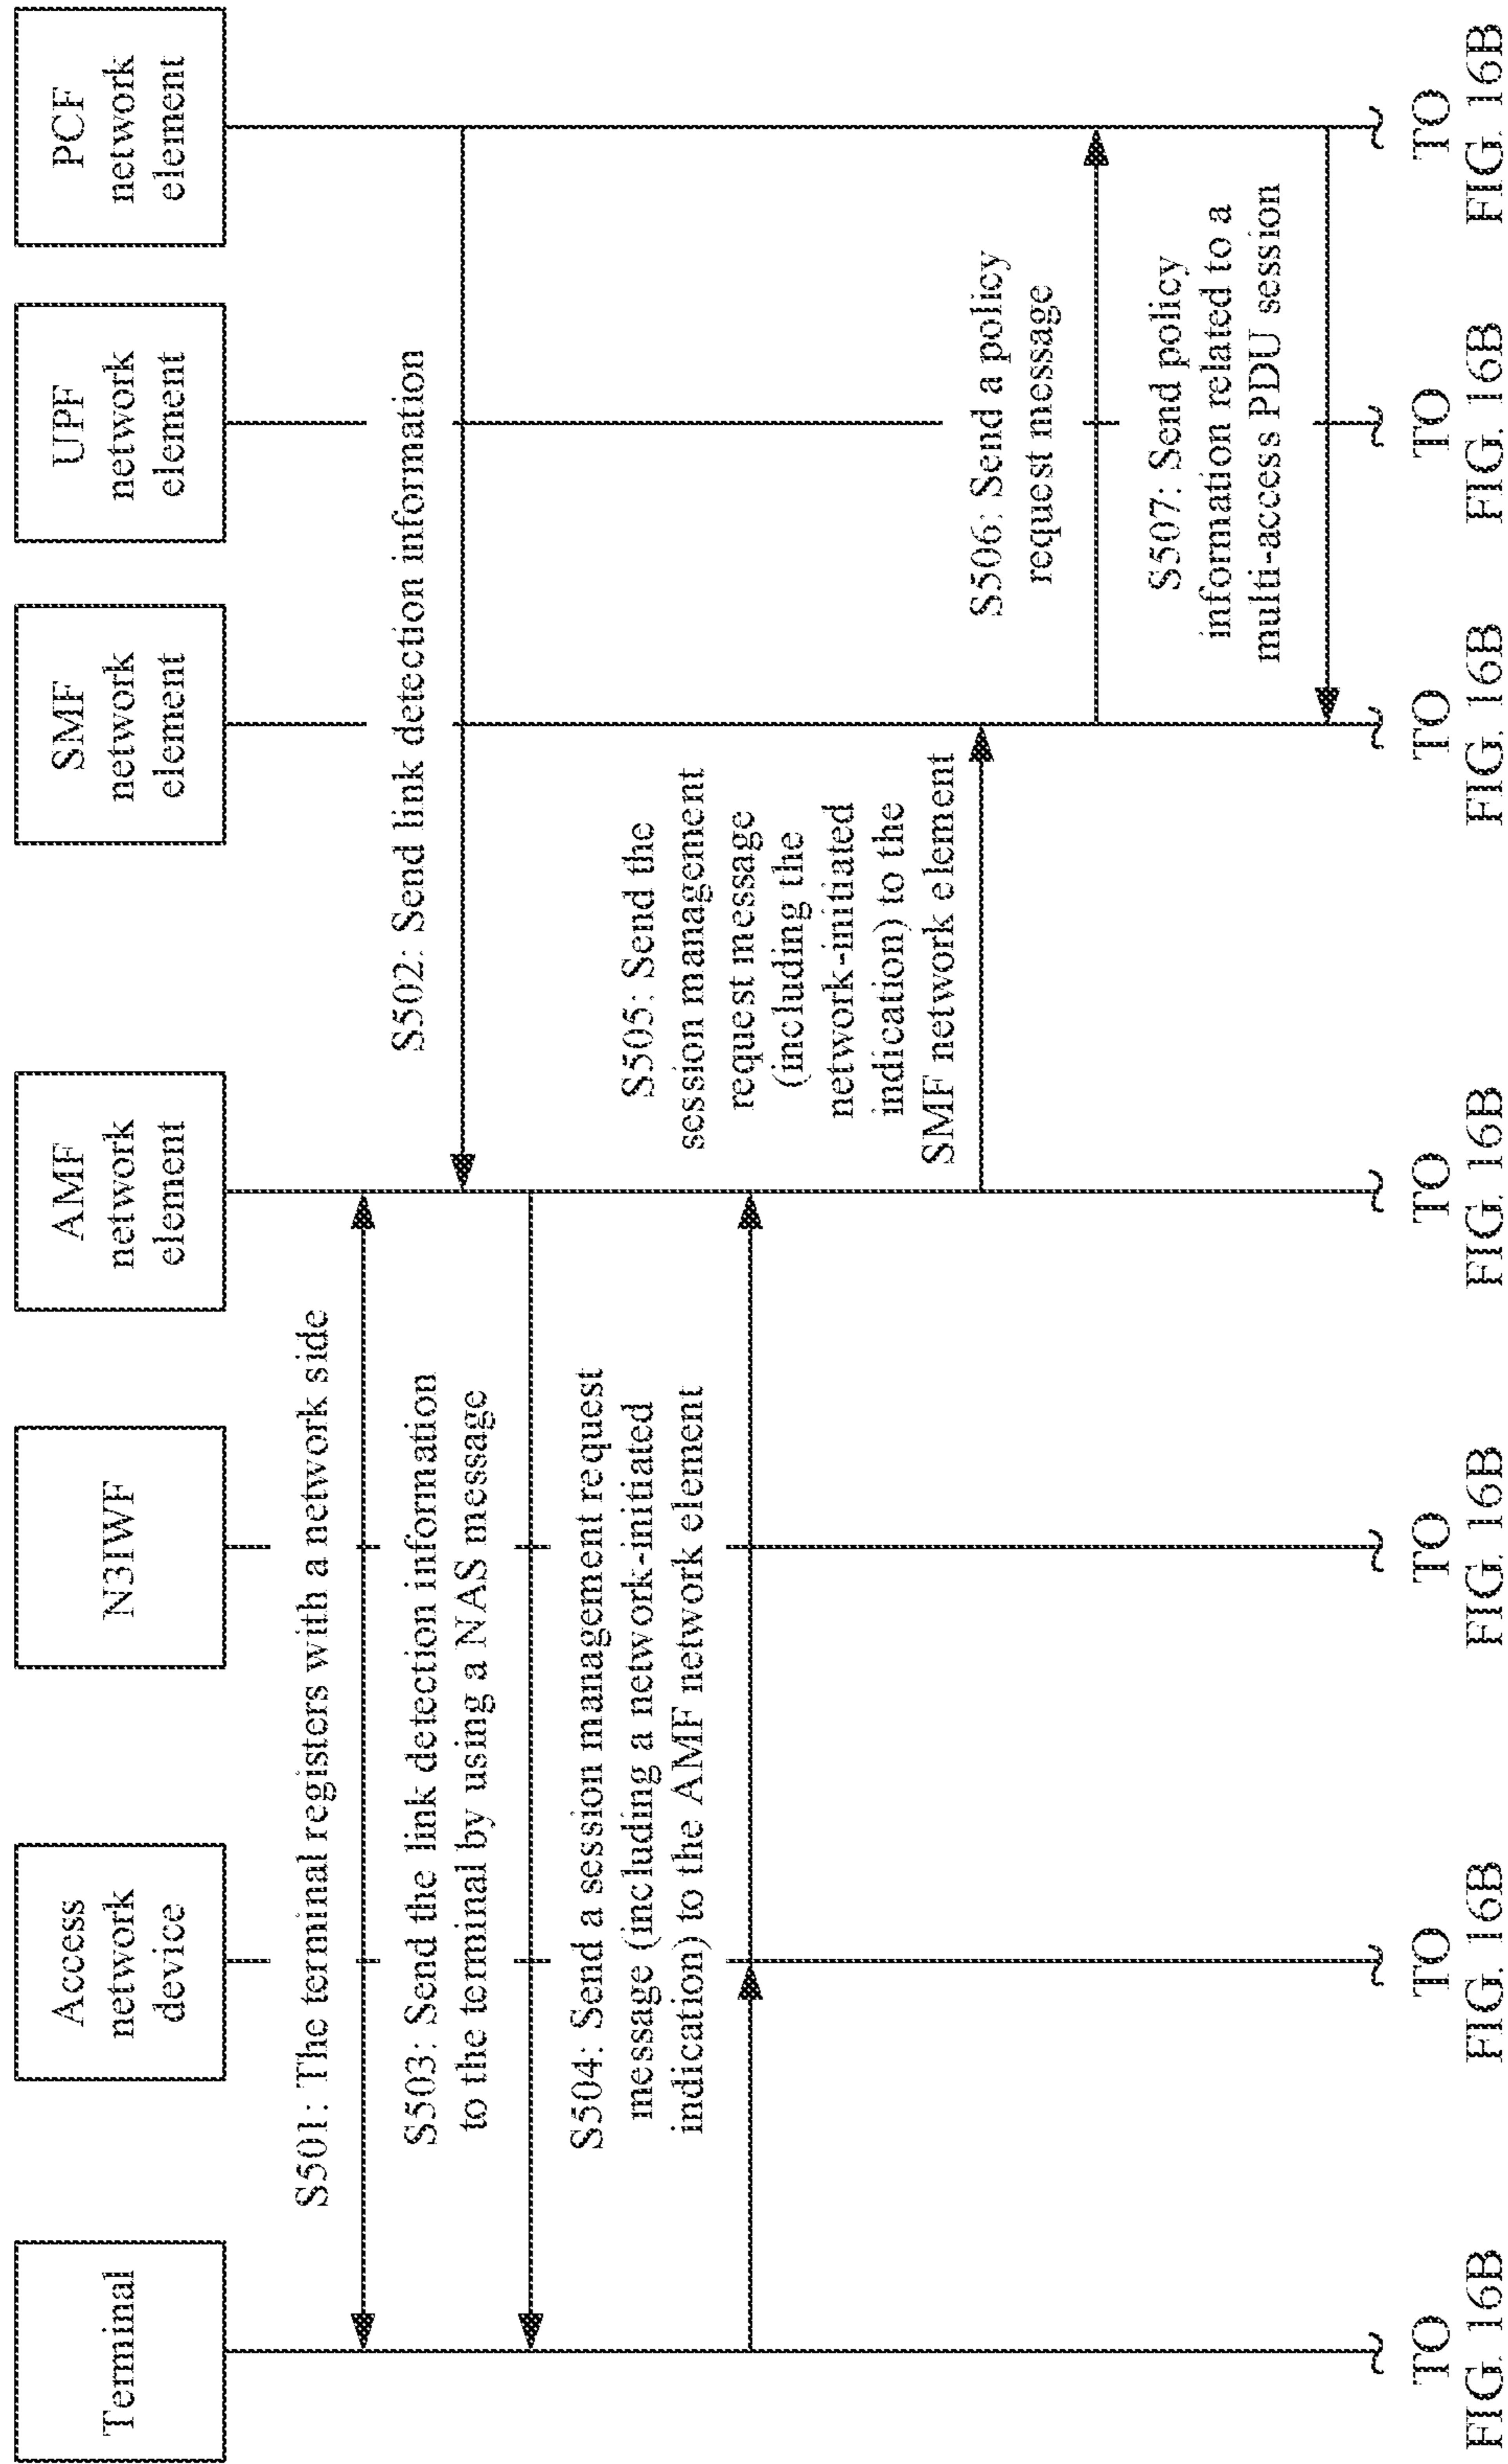 Terminal
Access
network
device
N3IWF
AMF
network
element
SMF
network
element
UPF
network
element
PCF
network
element
S501: The terminal registers with a network side
S502: Send link detection information
S503: Send the link detection information
to the terminal by using a NAS message
S504: Send a session management request
message (including a network-initiated
indication) to the AMF network element
S505: Send the
session management
request message
(including the
network-initiated
indication) to the
SMF network element
S506: Send a policy
request message
S507: Send policy
information related to a
multi-access PDU session
TO
FIG. 16B
TO
FIG. 16B
TO
FIG. 16B
TO
FIG. 16B
TO
FIG. 16B
TO
FIG. 16B
TO
FIG. 16B